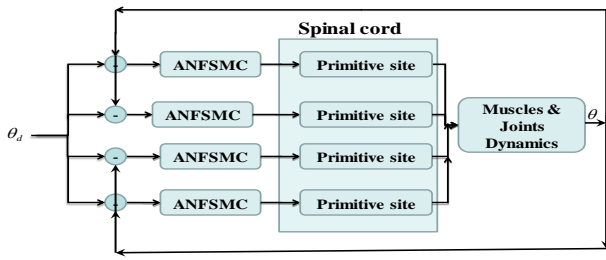 Spinal cord
- ANFSMC Primitive site
- ANFSMC Primitive site
θd
Muscles &
Joints
Dynamics
θ
- ANFSMC Primitive site
- ANFSMC Primitive site